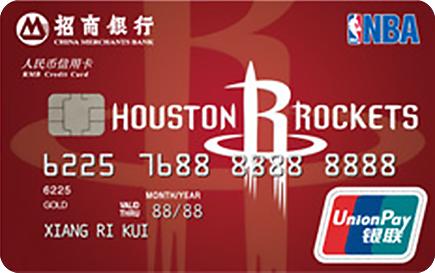 招商银行
CHINA MERCHANTS BANK
NBA
人民币信用卡
RMB Credit Card
HOUSTON R ROCKETS
6225 7688 8888 8888
6225
GOLD
MONTH/YEAR
VALID THRU
88/88
XIANG RI KUI
UnionPay
银联